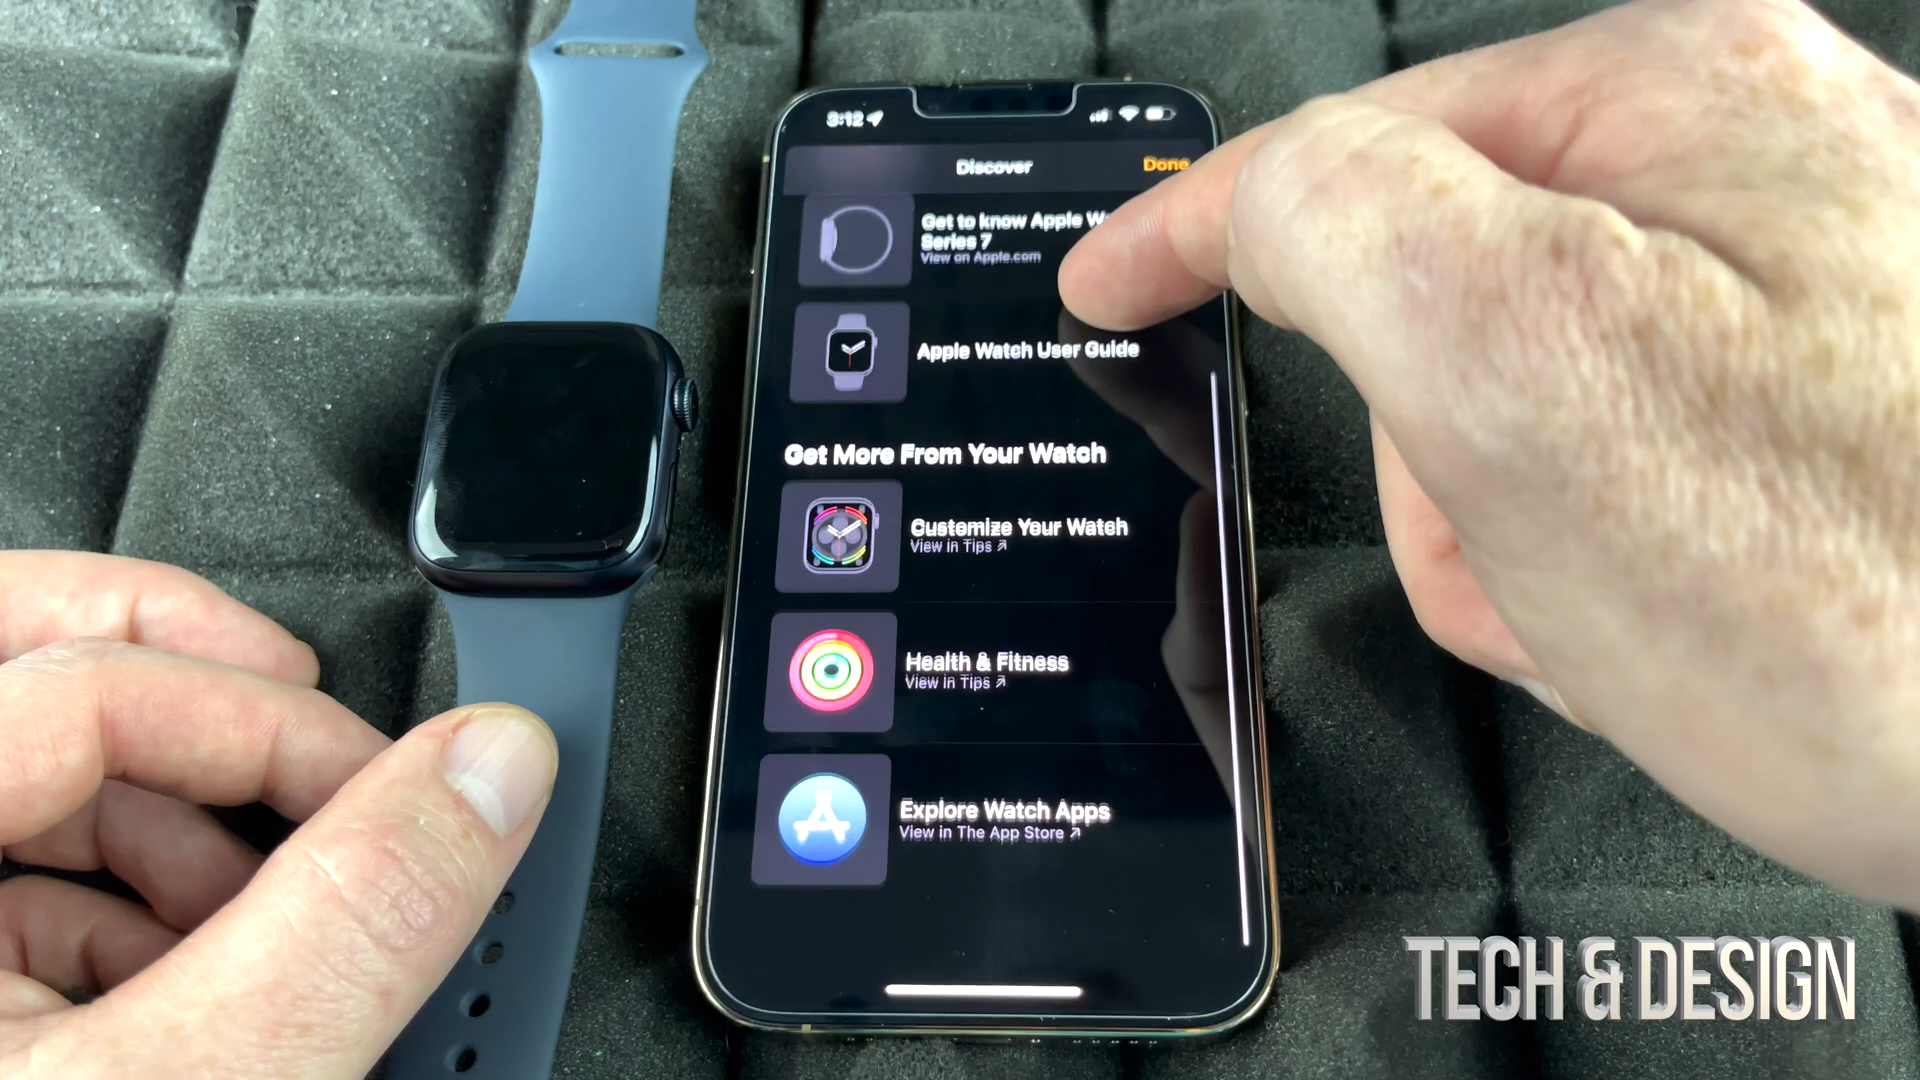 3:12
Discover
Done
Get to know Apple
Series 7
View on Apple.com
Apple Watch User Guide
Get More From Your Watch
Customize Your Watch
View in Tips ↗
Health & Fitness
View in Tips ↗
Explore Watch Apps
View in The App Store ↗
TECH & DESIGN